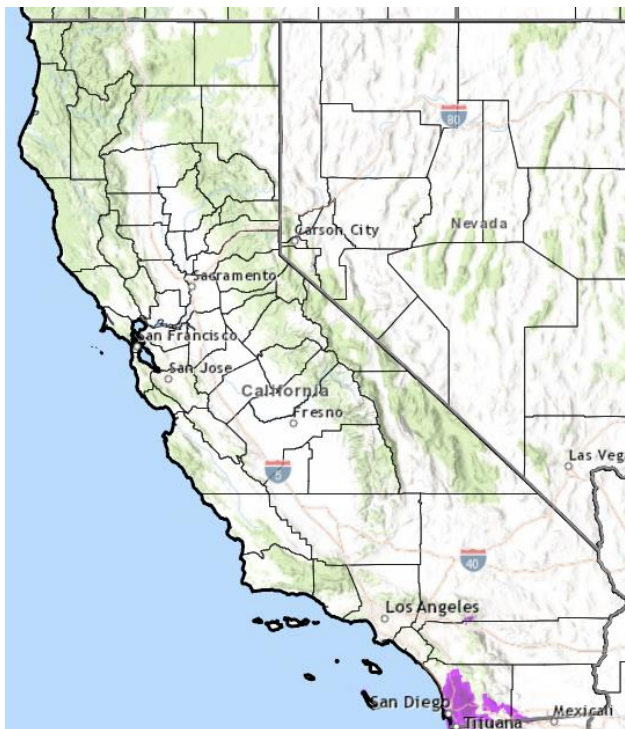 80
Nevada
Carson City
Sacramento
San Francisco
San Jose
California
Fresno
Las Veg
5
40
Los Angeles
San Diego
Mexicali
Tijuana